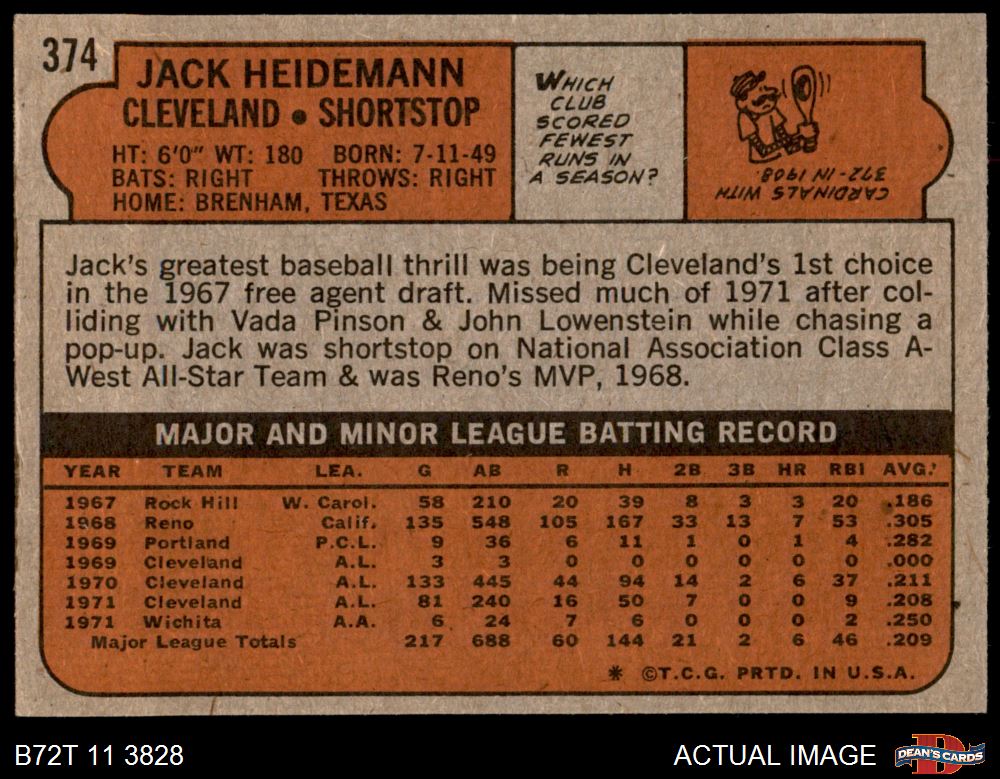 374
JACK HEIDEMANN
CLEVELAND • SHORTSTOP
HT: 6'0" WT: 180 BORN: 7-11-49
BATS: RIGHT THROWS: RIGHT
HOME: BRENHAM, TEXAS
WHICH
CLUB
SCORED
FEWEST
RUNS IN
A SEASON?
CARDINALS WITH
372-IN 1908.
Jack's greatest baseball thrill was being Cleveland's 1st choice
in the 1967 free agent draft. Missed much of 1971 after col-
liding with Vada Pinson & John Lowenstein while chasing a
pop-up. Jack was shortstop on National Association Class A-
West All-Star Team & was Reno's MVP, 1968.
MAJOR AND MINOR LEAGUE BATTING RECORD
YEAR TEAM LEA. G AB R H 2B 3B HR RBI AVG.
1967 Rock Hill W. Carol. 58 210 20 39 8 3 3 20 .186
1968 Reno Calif. 135 548 105 167 33 13 7 53 .305
1969 Portland P.C.L. 9 36 6 11 1 0 1 4 .282
1969 Cleveland A.L. 3 3 0 0 0 0 0 0 .000
1970 Cleveland A.L. 133 445 44 94 14 2 6 37 .211
1971 Cleveland A.L. 81 240 16 50 7 0 0 9 .208
1971 Wichita A.A. 6 24 7 6 0 0 0 2 .250
Major League Totals 217 688 60 144 21 2 6 46 .209
* ©T.C.G. PRTD. IN U.S.A.
B72T 11 3828
ACTUAL IMAGE
DEAN'S CARDS